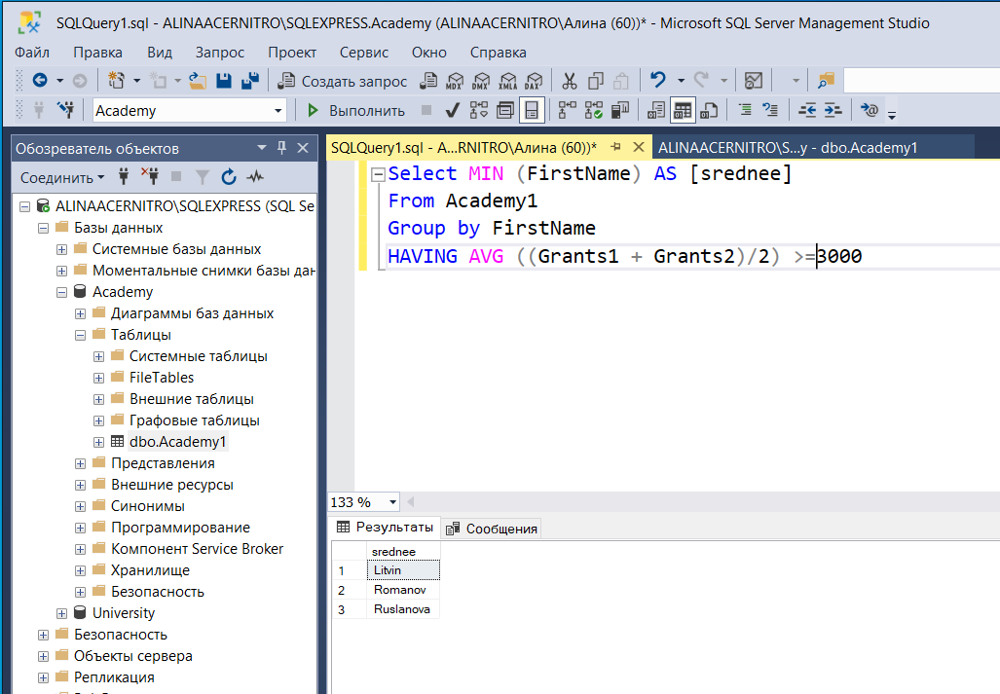 SQLQuery1.sql - ALINAACERNITRO\SQLEXPRESS.Academy (ALINAACERNITRO\Алина (60))* - Microsoft SQL Server Management Studio
Файл Правка Вид Запрос Проект Сервис Окно Справка
Создать запрос MDX DMX XMLA DAX
Academy Выполнить
Обозреватель объектов
Соединить
ALINAACERNITRO\SQLEXPRESS (SQL Se
Базы данных
Системные базы данных
Моментальные снимки базы дан
Academy
Диаграммы баз данных
Таблицы
Системные таблицы
FileTables
Внешние таблицы
Графовые таблицы
dbo.Academy1
Представления
Внешние ресурсы
Синонимы
Программирование
Компонент Service Broker
Хранилище
Безопасность
University
Безопасность
Объекты сервера
Репликация
SQLQuery1.sql - A...RNITRO\Алина (60))* ALINAACERNITRO\S...y - dbo.Academy1
Select MIN (FirstName) AS [srednee]
From Academy1
Group by FirstName
HAVING AVG ((Grants1 + Grants2)/2) >=3000
133 %
Результаты Сообщения
srednee
1 Litvin
2 Romanov
3 Ruslanova